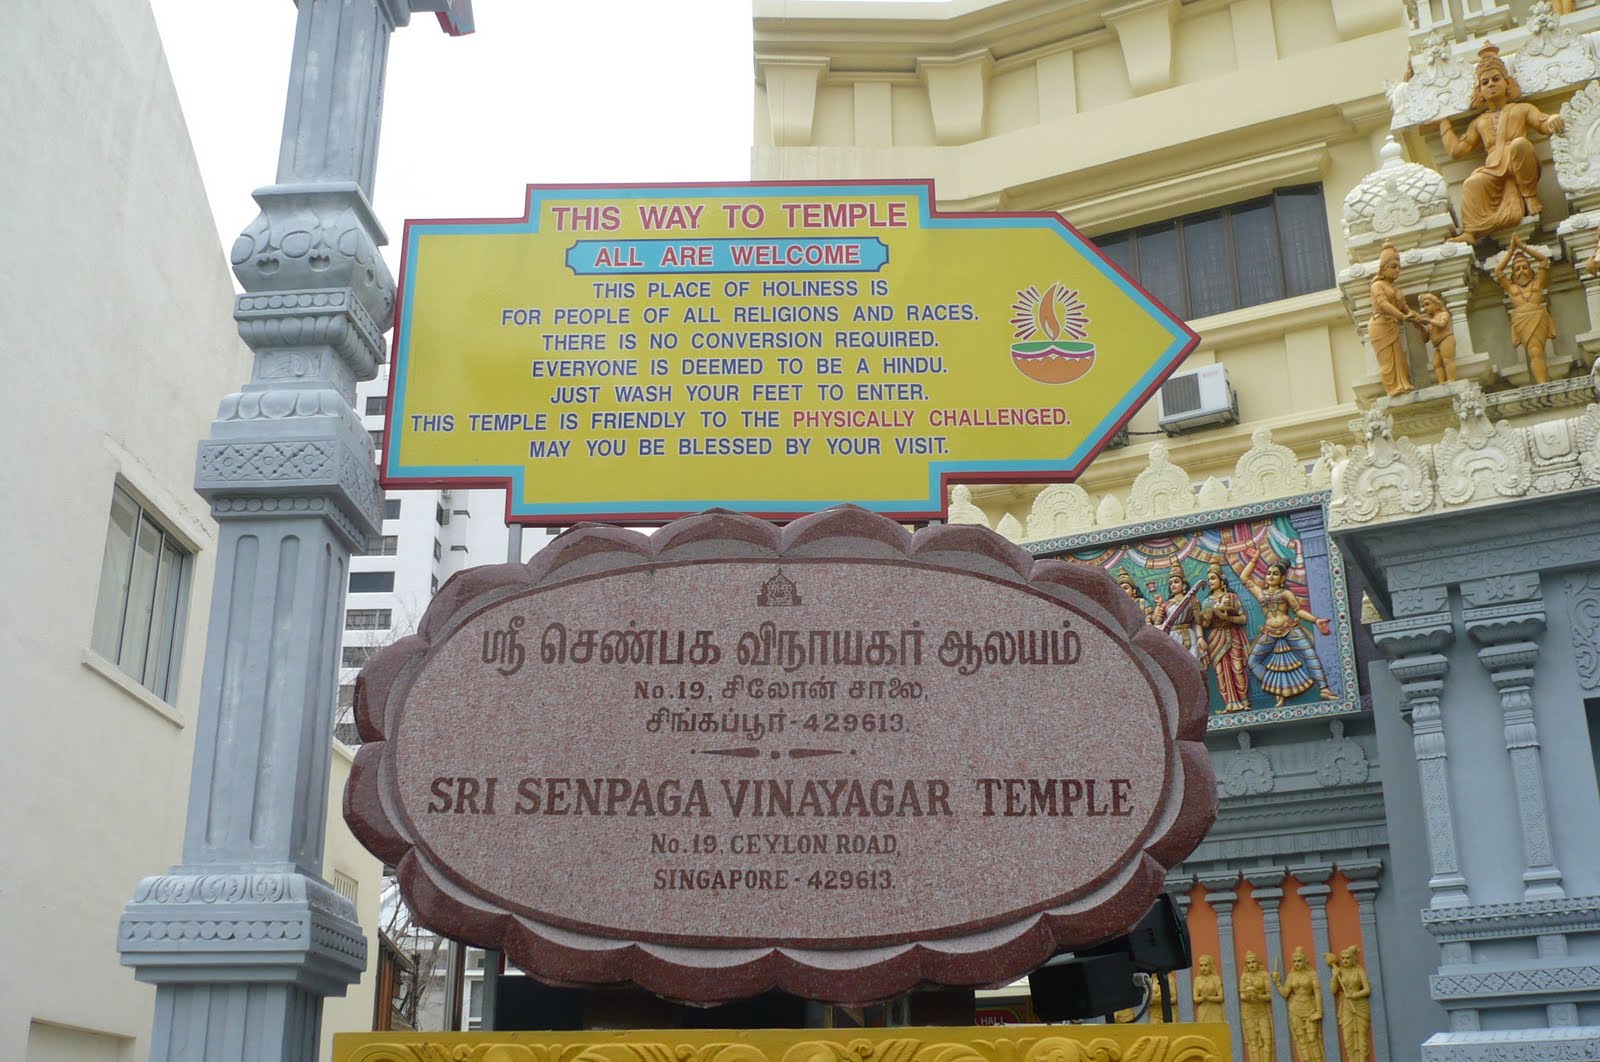 THIS WAY TO TEMPLE
ALL ARE WELCOME
THIS PLACE OF HOLINESS IS
FOR PEOPLE OF ALL RELIGIONS AND RACES.
THERE IS NO CONVERSION REQUIRED.
EVERYONE IS DEEMED TO BE A HINDU.
JUST WASH YOUR FEET TO ENTER.
THIS TEMPLE IS FRIENDLY TO THE PHYSICALLY CHALLENGED.
MAY YOU BE BLESSED BY YOUR VISIT.
ஸ்ரீ செண்பக விநாயகர் ஆலயம்
No.19, சிலோன் சாலை,
சிங்கப்பூர் - 429613.
SRI SENPAGA VINAYAGAR TEMPLE
No.19, CEYLON ROAD,
SINGAPORE - 429613.
HALL